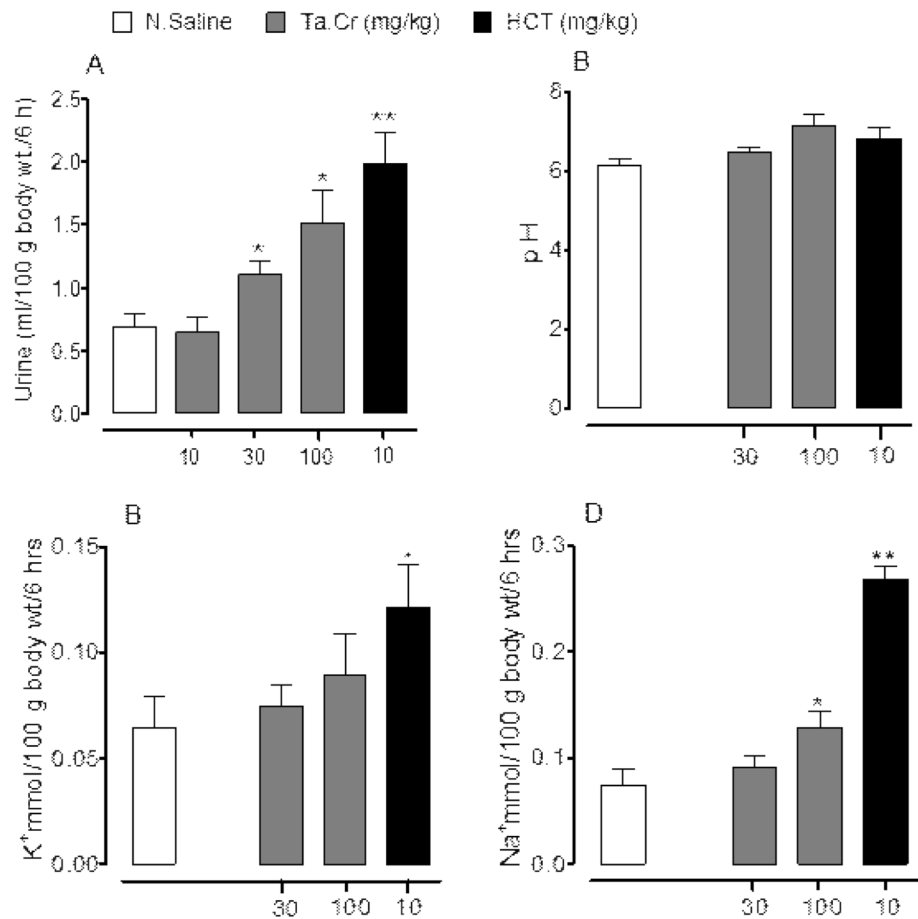 N.Saline Ta.Cr (mg/kg) HCT (mg/kg)
A
Urine (ml/100 g body wt./6 h)
2.5
2.0
1.5
1.0
0.5
0.0
* * **
10 30 100 10
B
pH
8
6
4
2
0
30 100 10
B
K+mmol/100 g body wt/6 hrs
0.15
0.10
0.05
0.00
*
30 100 10
D
Na+mmol/100 g body wt/6 hrs
0.3
0.2
0.1
0.0
* **
30 100 10